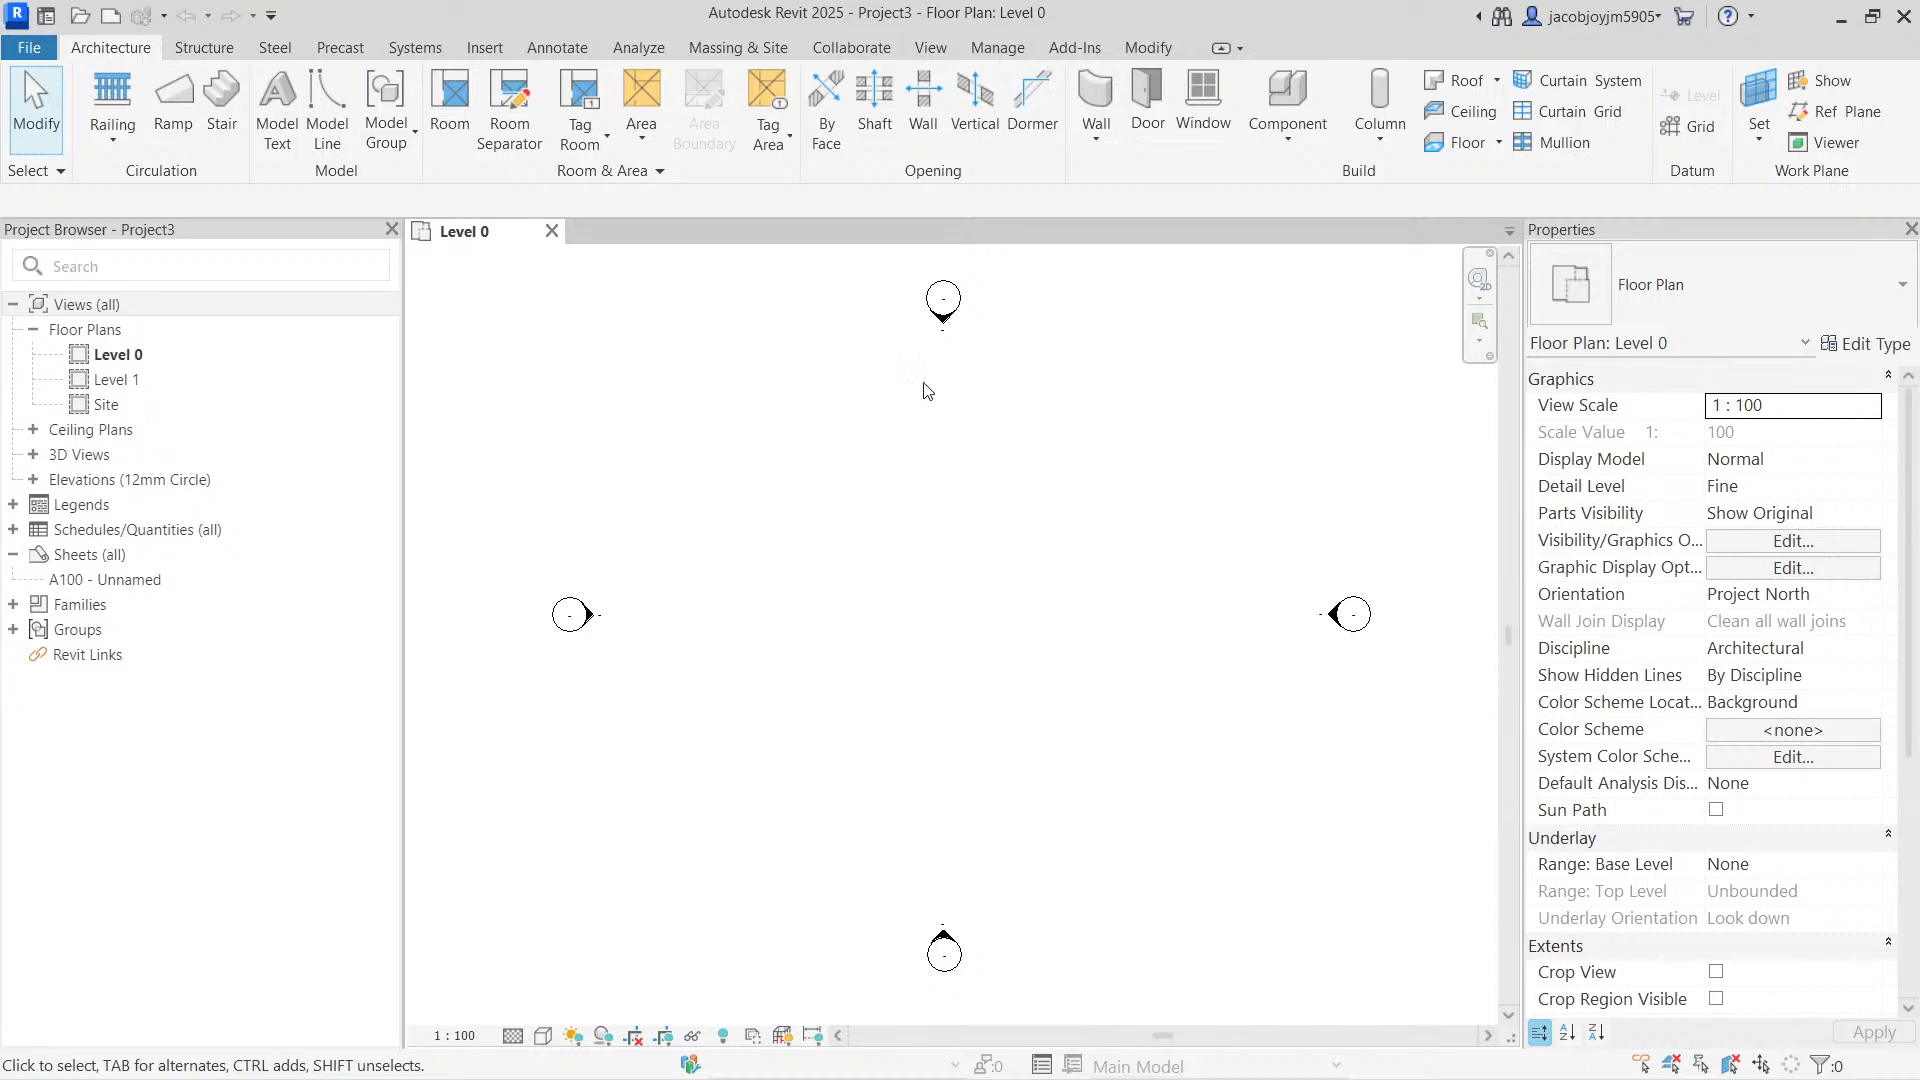 Autodesk Revit 2025 - Project3 - Floor Plan: Level 0
jacobjoyjm5905
File Architecture Structure Steel Precast Systems Insert Annotate Analyze Massing & Site Collaborate View Manage Add-Ins Modify
Modify
Select
Railing
Ramp
Stair
Circulation
Model Text
Model Line
Model Group
Model
Room
Room Separator
Tag Room
Area
Area Boundary
Tag Area
Room & Area
By Face
Shaft
Wall
Vertical
Dormer
Opening
Wall
Door
Window
Component
Column
Roof
Ceiling
Floor
Curtain System
Curtain Grid
Mullion
Build
Level
Grid
Datum
Set
Show
Ref Plane
Viewer
Work Plane
Project Browser - Project3
Search
Views (all)
Floor Plans
Level 0
Level 1
Site
Ceiling Plans
3D Views
Elevations (12mm Circle)
Legends
Schedules/Quantities (all)
Sheets (all)
A100 - Unnamed
Families
Groups
Revit Links
Level 0
2D
Properties
Floor Plan
Floor Plan: Level 0
Edit Type
Graphics
View Scale 1 : 100
Scale Value 1: 100
Display Model Normal
Detail Level Fine
Parts Visibility Show Original
Visibility/Graphics O... Edit...
Graphic Display Opt... Edit...
Orientation Project North
Wall Join Display Clean all wall joins
Discipline Architectural
Show Hidden Lines By Discipline
Color Scheme Locat... Background
Color Scheme <none>
System Color Sche... Edit...
Default Analysis Dis... None
Sun Path
Underlay
Range: Base Level None
Range: Top Level Unbounded
Underlay Orientation Look down
Extents
Crop View
Crop Region Visible
Apply
1 : 100
Click to select, TAB for alternates, CTRL adds, SHIFT unselects.
:0
Main Model
:0